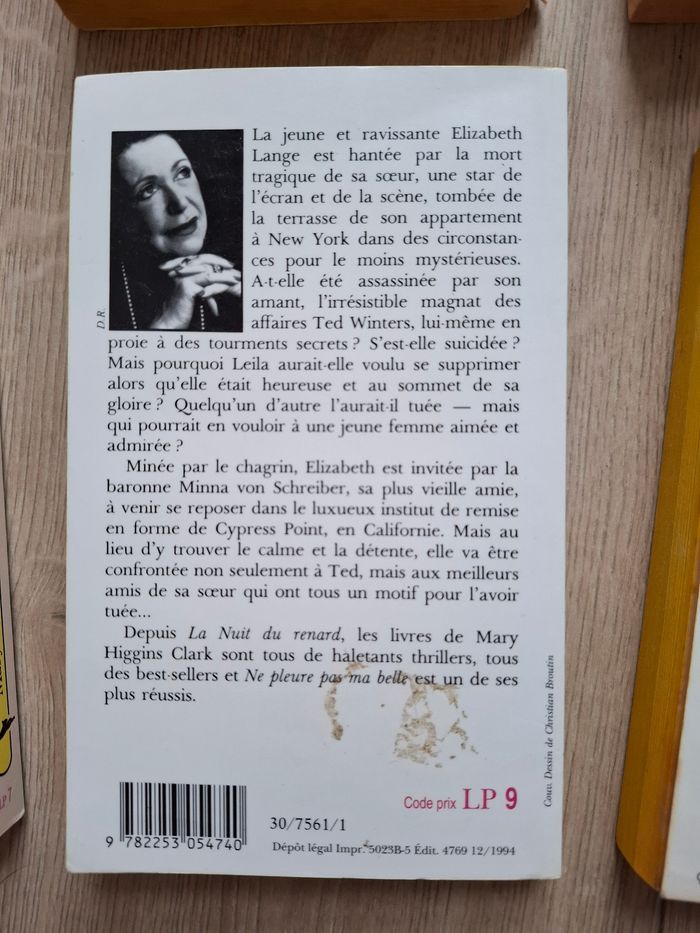 La jeune et ravissante Elizabeth
Lange est hantée par la mort
tragique de sa sœur, une star de
l'écran et de la scène, tombée de
la terrasse de son appartement
à New York dans des circonstan-
ces pour le moins mystérieuses.
A-t-elle été assassinée par son
amant, l'irrésistible magnat des
affaires Ted Winters, lui-même en
proie à des tourments secrets ? S'est-elle suicidée ?
Mais pourquoi Leila aurait-elle voulu se supprimer
alors qu'elle était heureuse et au sommet de sa
gloire ? Quelqu'un d'autre l'aurait-il tuée — mais
qui pourrait en vouloir à une jeune femme aimée et
admirée ?
Minée par le chagrin, Elizabeth est invitée par la
baronne Minna von Schreiber, sa plus vieille amie,
à venir se reposer dans le luxueux institut de remise
en forme de Cypress Point, en Californie. Mais au
lieu d'y trouver le calme et la détente, elle va être
confrontée non seulement à Ted, mais aux meilleurs
amis de sa sœur qui ont tous un motif pour l'avoir
tuée...
Depuis La Nuit du renard, les livres de Mary
Higgins Clark sont tous de haletants thrillers, tous
des best-sellers et Ne pleure pas ma belle est un de ses
plus réussis.
D.R.
Couv. Dessin de Christian Broutin
Code prix LP 9
30/7561/1
9 782253 054740
Dépôt légal Impr. 5023B-5 Édit. 4769 12/1994